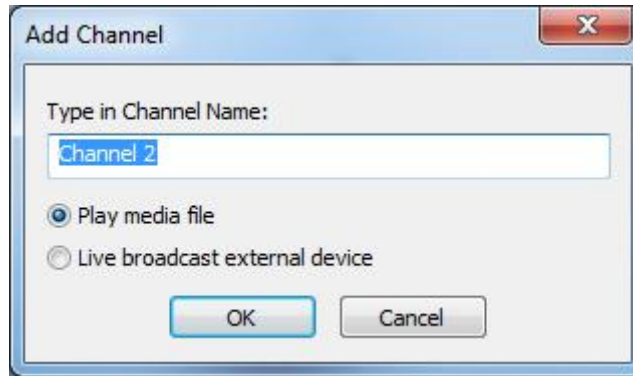 Add Channel
Type in Channel Name:
Channel 2
Play media file
Live broadcast external device
OK
Cancel